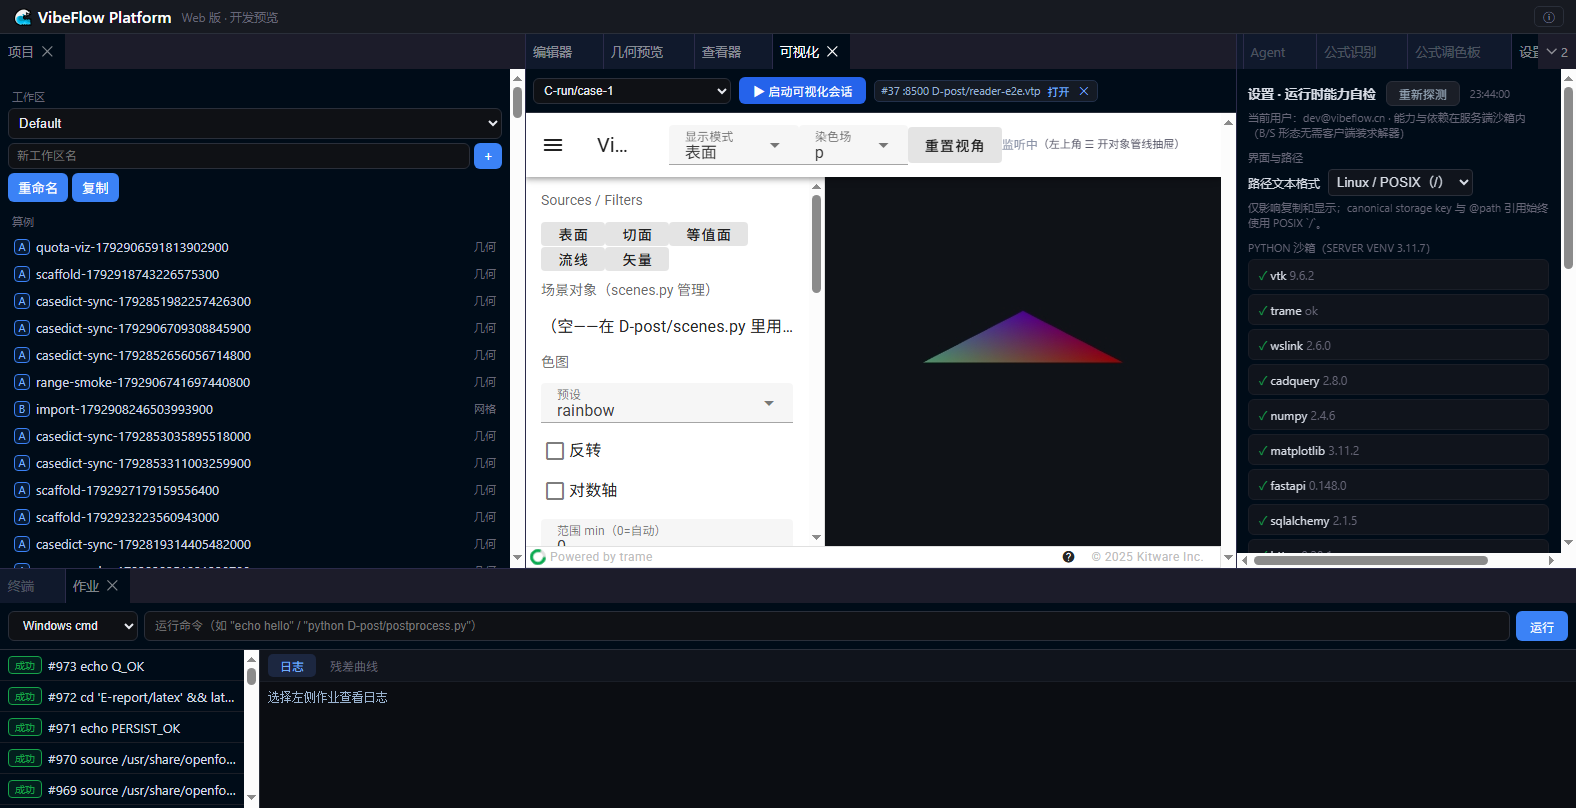 VibeFlow Platform Web 版 · 开发预览
项目
工作区
Default
新工作区名
+
重命名 复制
算例
A quota-viz-1792906591813902900 几何
A scaffold-1792918743226575300 几何
A casedict-sync-1792851982257426300 几何
A casedict-sync-17929067093088459​00 几何
A casedict-sync-1792852656056714800 几何
A range-smoke-1792906741697440800 几何
B import-1792908246503993900 网格
A casedict-sync-1792853035895518000 几何
A casedict-sync-1792853311003259900 几何
A scaffold-1792927179159556400 几何
A scaffold-1792923223560943000 几何
A casedict-sync-1792819314405482000 几何
编辑器 几何预览 查看器 可视化
C-run/case-1 ▶ 启动可视化会话 #37 :8500 D-post/reader-e2e.vtp 打开
Vi...
显示模式
表面
染色场
p
重置视角
监听中（左上角 ☰ 开对象管线抽屉）
Sources / Filters
表面 切面 等值面
流线 矢量
场景对象（scenes.py 管理）
（空——在 D-post/scenes.py 里用...
色图
预设
rainbow
反转
对数轴
范围 min（0=自动）
0
Powered by trame
© 2025 Kitware Inc.
Agent 公式识别 公式调色板 设置 2
设置 · 运行时能力自检 重新探测 23:44:00
当前用户：dev@vibeflow.cn · 能力与依赖在服务端沙箱内
（B/S 形态无需客户端装求解器）
界面与路径
路径文本格式 Linux / POSIX（/）
仅影响复制和显示；canonical storage key 与 @path 引用始终
使用 POSIX `/`。
PYTHON 沙箱（SERVER VENV 3.11.7）
✓ vtk 9.6.2
✓ trame ok
✓ wslink 2.6.0
✓ cadquery 2.8.0
✓ numpy 2.4.6
✓ matplotlib 3.11.2
✓ fastapi 0.148.0
✓ sqlalchemy 2.1.5
终端 作业
Windows cmd 运行命令（如 "echo hello" / "python D-post/postprocess.py"） 运行
成功 #973 echo Q_OK
成功 #972 cd 'E-report/latex' && lat...
成功 #971 echo PERSIST_OK
成功 #970 source /usr/share/openfo...
成功 #969 source /usr/share/openfo...
日志 残差曲线
选择左侧作业查看日志